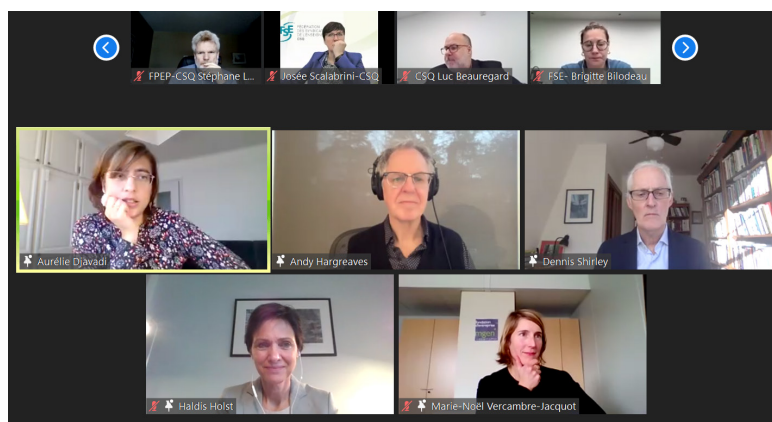 FPEP-CSQ Stéphane L...
Josée Scalabrini-CSQ
CSQ Luc Beauregard
FSE- Brigitte Bilodeau
Aurélie Djavadi
Andy Hargreaves
Dennis Shirley
Haldis Holst
Marie-Noël Vercambre-Jacquot